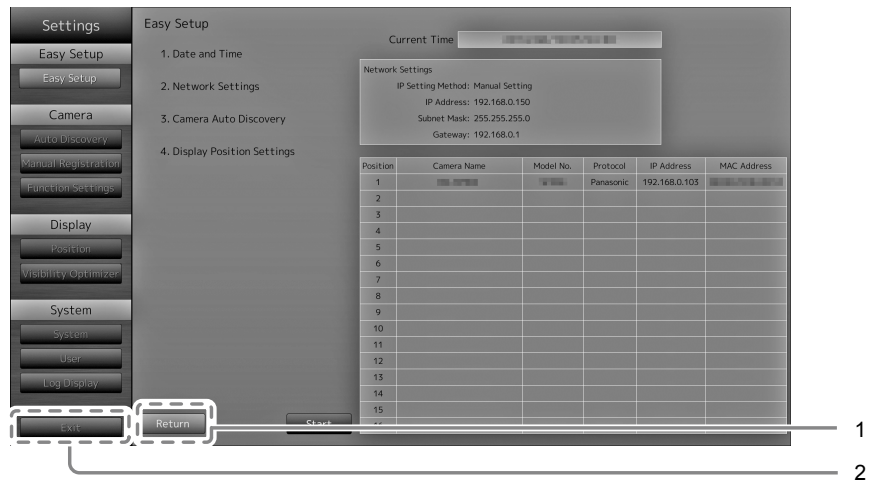 Settings
Easy Setup
Easy Setup
Camera
Auto Discovery
Manual Registration
Function Settings
Display
Position
Visibility Optimizer
System
System
User
Log Display
Exit
Easy Setup
1. Date and Time
2. Network Settings
3. Camera Auto Discovery
4. Display Position Settings
Return
Start
Current Time
Network Settings
IP Setting Method: Manual Setting
IP Address: 192.168.0.150
Subnet Mask: 255.255.255.0
Gateway: 192.168.0.1
Position Camera Name Model No. Protocol IP Address MAC Address
1 Panasonic 192.168.0.103
2
3
4
5
6
7
8
9
10
11
12
13
14
15
1
2